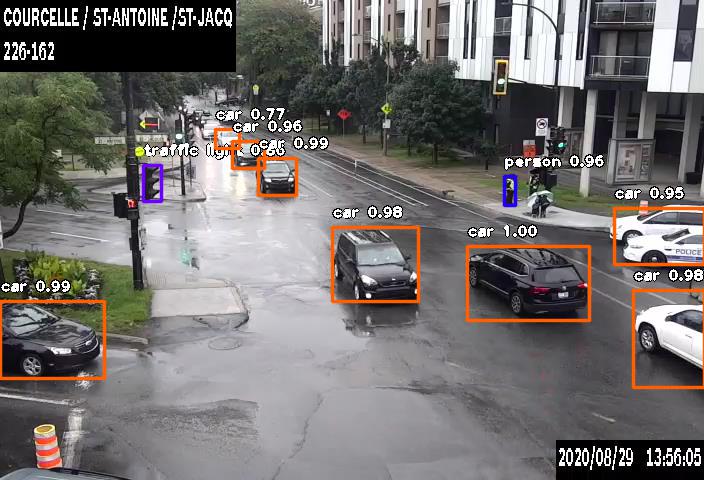 COURCELLE / ST-ANTOINE /ST-JACQ
226-162
car 0.77
car 0.96
car 0.99
person 0.96
car 0.95
car 0.98
car 1.00
POLICE
car 0.98
car 0.99
2020/08/29 13:56:05